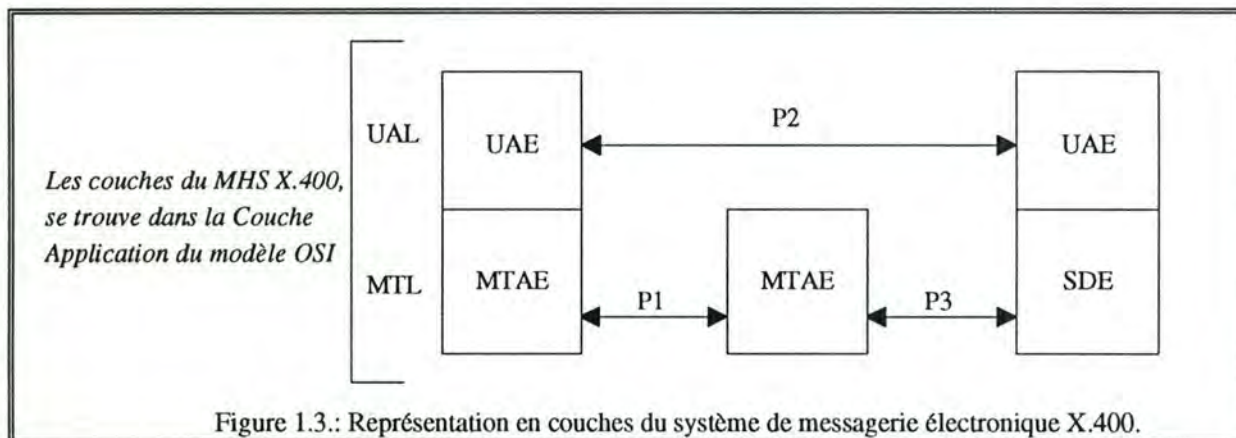 UAL
UAE
P2
UAE
Les couches du MHS X.400,
se trouve dans la Couche
Application du modèle OSI
MTL
MTAE
P1
MTAE
P3
SDE
Figure 1.3.: Représentation en couches du système de messagerie électronique X.400.